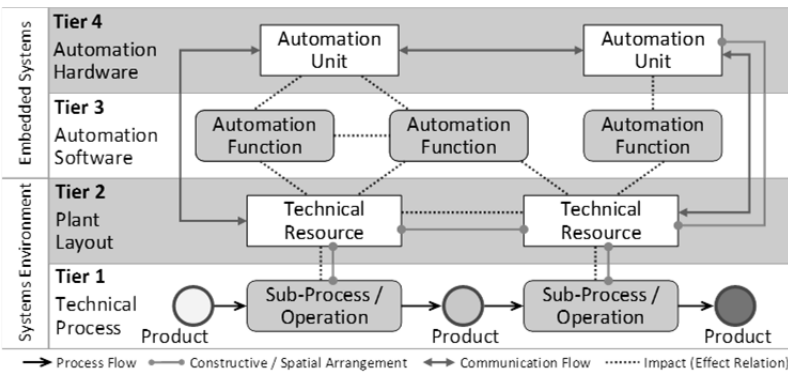 Embedded Systems
Systems Environment
Tier 4
Automation
Hardware
Automation
Unit
Automation
Unit
Tier 3
Automation
Software
Automation
Function
Automation
Function
Automation
Function
Tier 2
Plant
Layout
Technical
Resource
Technical
Resource
Tier 1
Technical
Process
Product
Sub-Process /
Operation
Product
Sub-Process /
Operation
Product
Process Flow
Constructive / Spatial Arrangement
Communication Flow
Impact (Effect Relation)